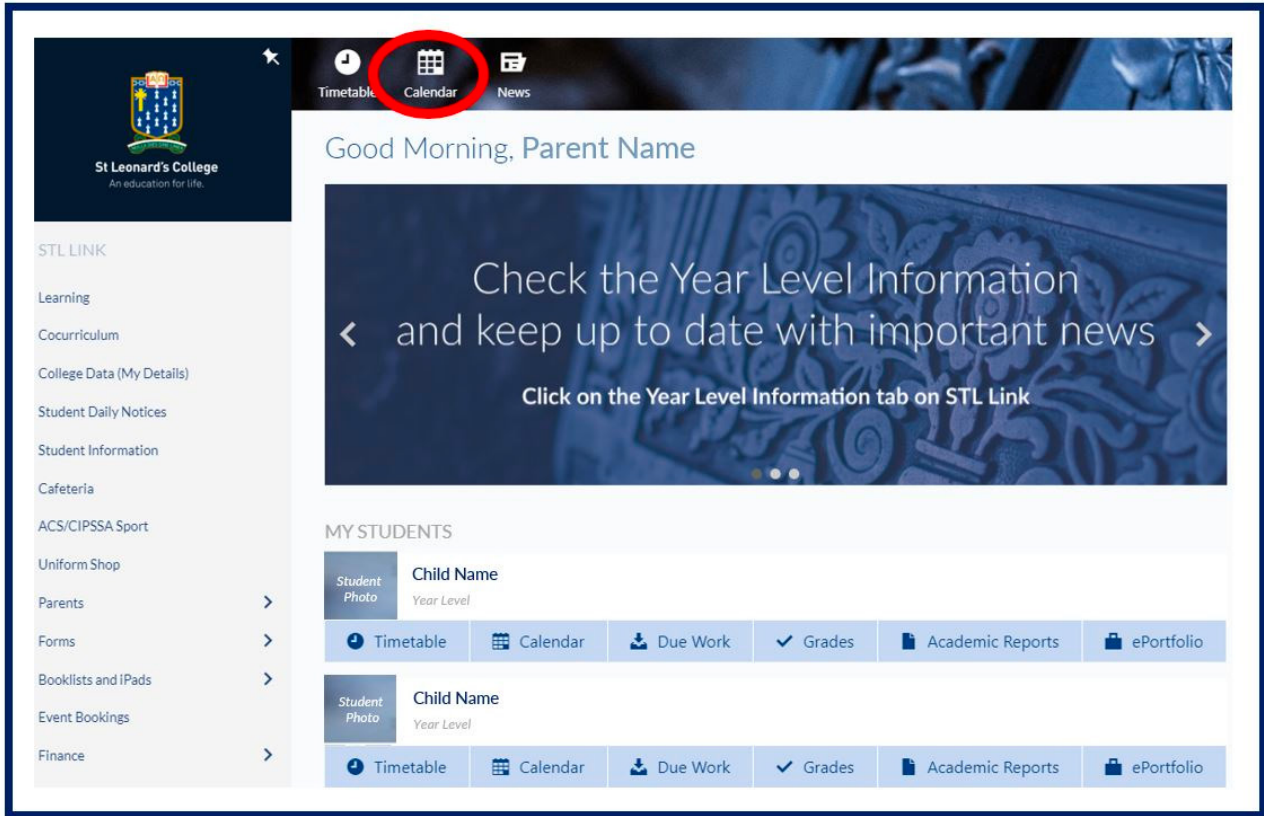 St Leonard's College
An education for life.
STL LINK
Learning
Cocurriculum
College Data (My Details)
Student Daily Notices
Student Information
Cafeteria
ACS/CIPSSA Sport
Uniform Shop
Parents
Forms
Booklists and iPads
Event Bookings
Finance
Timetable Calendar News
Good Morning, Parent Name
Check the Year Level Information
and keep up to date with important news
Click on the Year Level Information tab on STL Link
MY STUDENTS
Student Photo
Child Name
Year Level
Timetable Calendar Due Work Grades Academic Reports ePortfolio
Student Photo
Child Name
Year Level
Timetable Calendar Due Work Grades Academic Reports ePortfolio